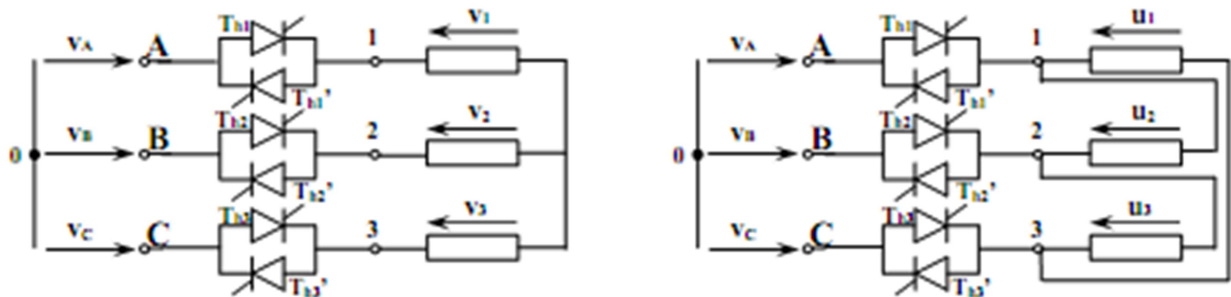 Th1 v1
vA A 1
Th1'
Th2 v2
vB B 2
0
Th2'
Th3 v3
vC C 3
Th3'
Th1 u1
vA A 1
Th1'
Th2 u2
vB B 2
0
Th2'
Th3 u3
vC C 3
Th3'